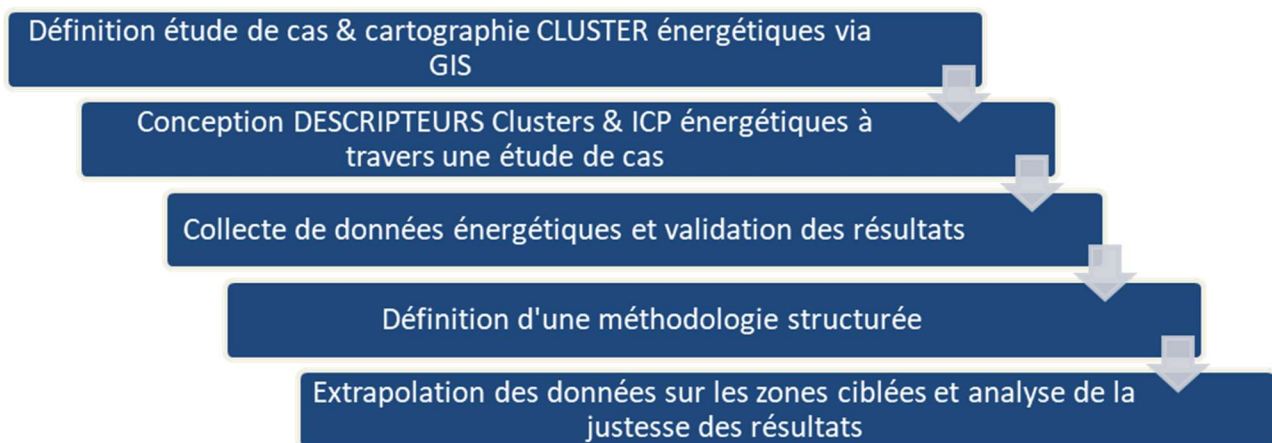 Définition étude de cas & cartographie CLUSTER énergétiques via
GIS
Conception DESCRIPTEURS Clusters & ICP énergétiques à
travers une étude de cas
Collecte de données énergétiques et validation des résultats
Définition d'une méthodologie structurée
Extrapolation des données sur les zones ciblées et analyse de la
justesse des résultats